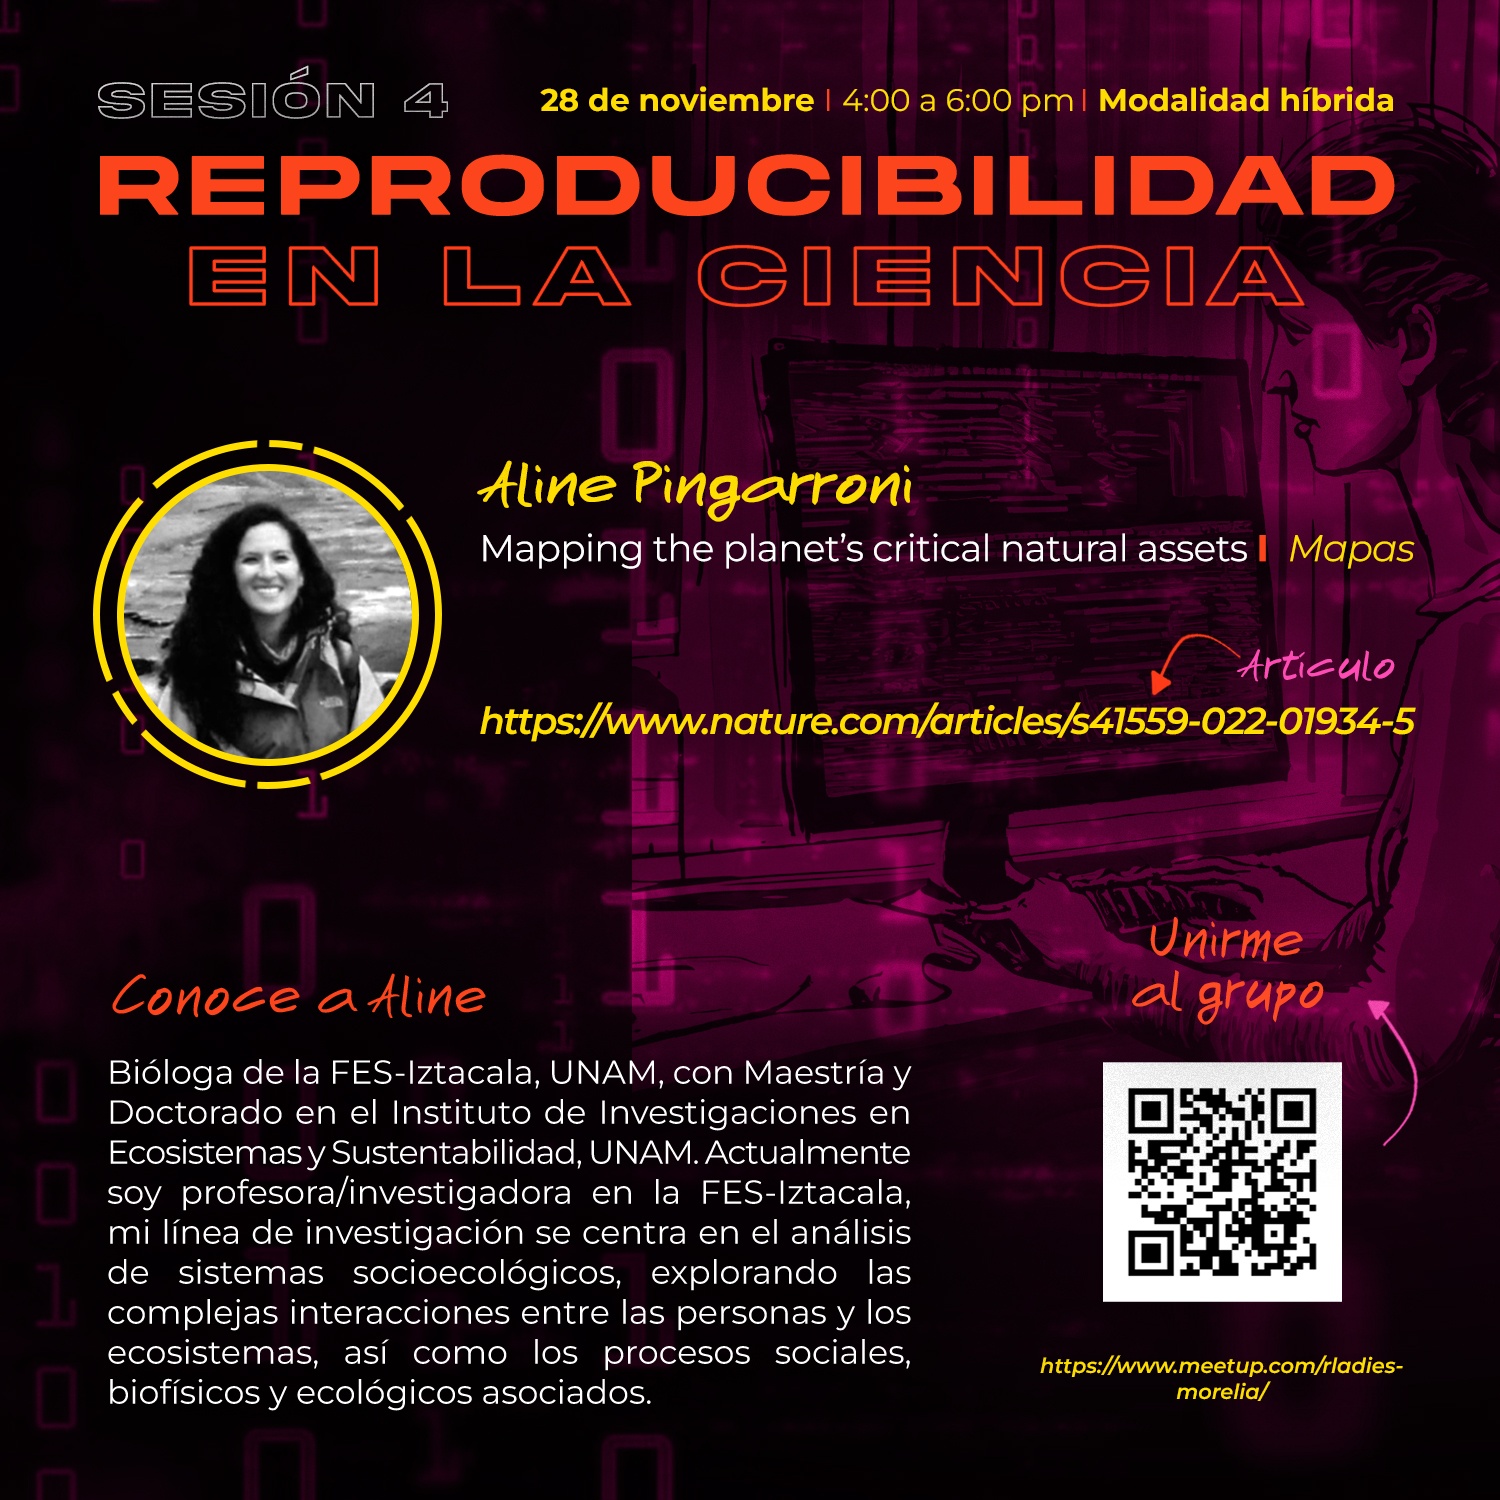 SESIÓN 4
28 de noviembre | 4:00 a 6:00 pm | Modalidad híbrida
REPRODUCIBILIDAD
EN LA CIENCIA
Aline Pingarroni
Mapping the planet’s critical natural assets | Mapas
Artículo
https://www.nature.com/articles/s41559-022-01934-5
Conoce a Aline
Bióloga de la FES-Iztacala, UNAM, con Maestría y
Doctorado en el Instituto de Investigaciones en
Ecosistemas y Sustentabilidad, UNAM. Actualmente
soy profesora/investigadora en la FES-Iztacala,
mi línea de investigación se centra en el análisis
de sistemas socioecológicos, explorando las
complejas interacciones entre las personas y los
ecosistemas, así como los procesos sociales,
biofísicos y ecológicos asociados.
Unirme
al grupo
https://www.meetup.com/rladies-
morelia/